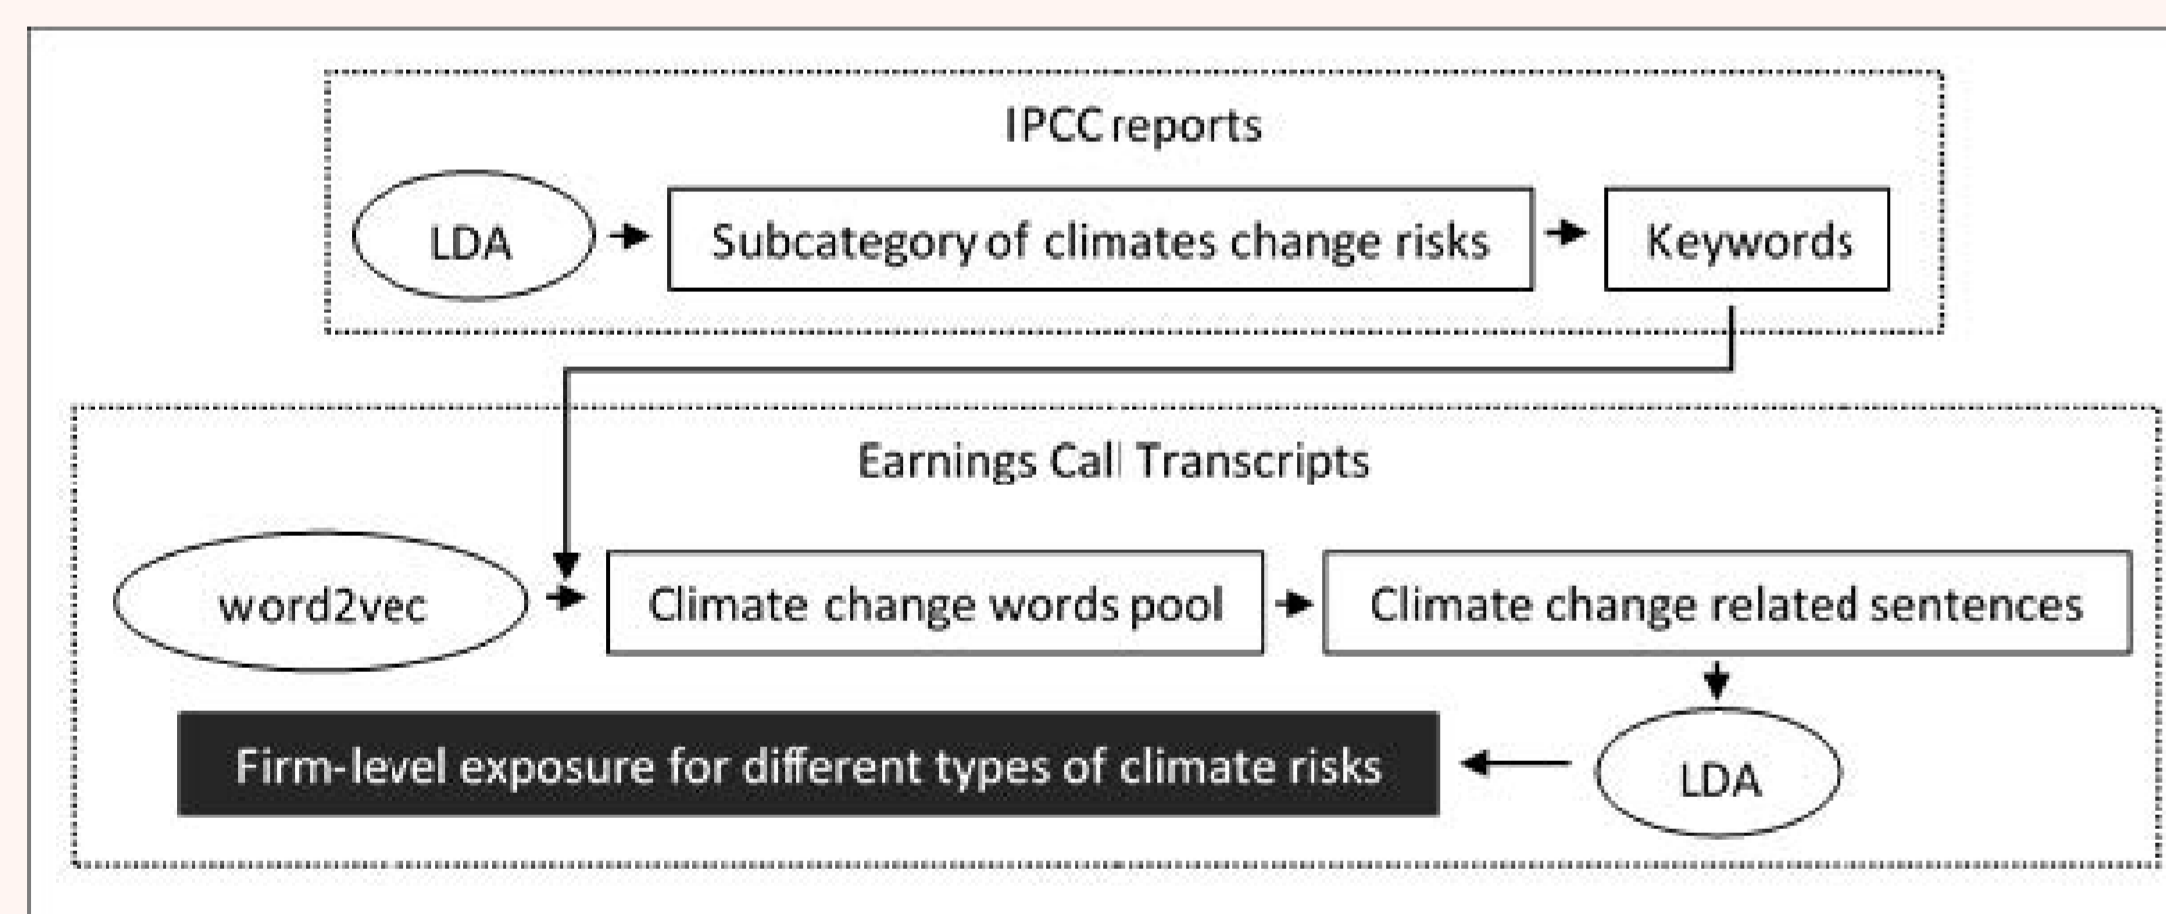 IPCC reports
LDA
Subcategory of climates change risks
Keywords
Earnings Call Transcripts
word2vec
Climate change words pool
Climate change related sentences
Firm-level exposure for different types of climate risks
LDA